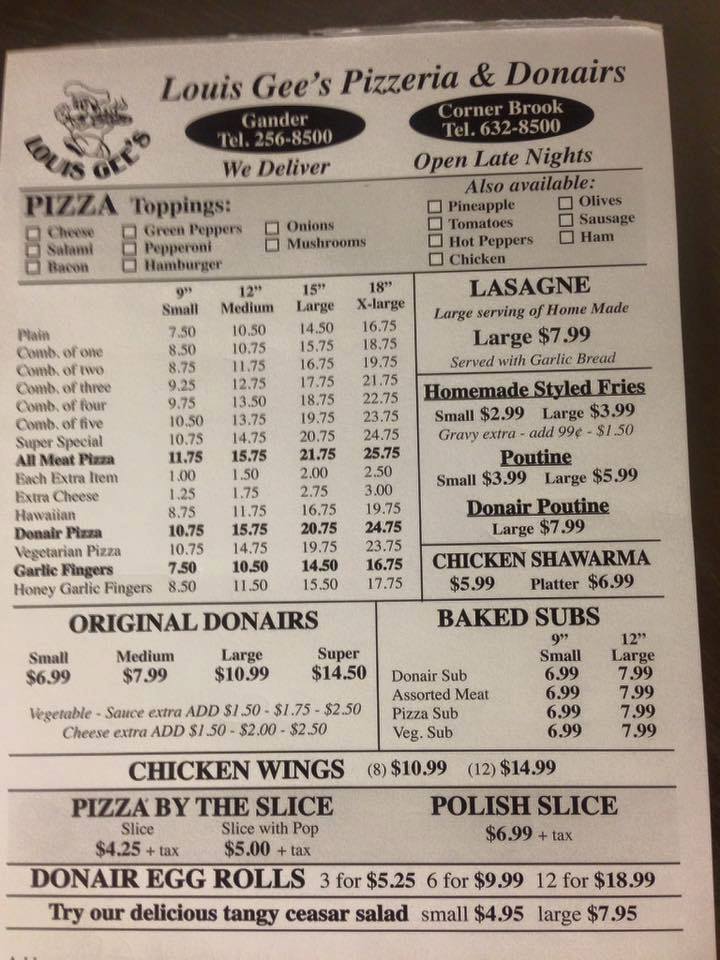 Louis Gee's Pizzeria & Donairs
LOUIS GEE'S
Gander
Tel. 256-8500
Corner Brook
Tel. 632-8500
We Deliver
Open Late Nights
PIZZA Toppings:
Cheese Green Peppers Onions
Salami Pepperoni Mushrooms
Bacon Hamburger
Also available:
Pineapple Olives
Tomatoes Sausage
Hot Peppers Ham
Chicken
9” 12” 15” 18”
Small Medium Large X-large
Plain 7.50 10.50 14.50 16.75
Comb. of one 8.50 10.75 15.75 18.75
Comb. of two 8.75 11.75 16.75 19.75
Comb. of three 9.25 12.75 17.75 21.75
Comb. of four 9.75 13.50 18.75 22.75
Comb. of five 10.50 13.75 19.75 23.75
Super Special 10.75 14.75 20.75 24.75
All Meat Pizza 11.75 15.75 21.75 25.75
Each Extra Item 1.00 1.50 2.00 2.50
Extra Cheese 1.25 1.75 2.75 3.00
Hawaiian 8.75 11.75 16.75 19.75
Donair Pizza 10.75 15.75 20.75 24.75
Vegetarian Pizza 10.75 14.75 19.75 23.75
Garlic Fingers 7.50 10.50 14.50 16.75
Honey Garlic Fingers 8.50 11.50 15.50 17.75
LASAGNE
Large serving of Home Made
Large $7.99
Served with Garlic Bread
Homemade Styled Fries
Small $2.99 Large $3.99
Gravy extra - add 99¢ - $1.50
Poutine
Small $3.99 Large $5.99
Donair Poutine
Large $7.99
CHICKEN SHAWARMA
$5.99 Platter $6.99
ORIGINAL DONAIRS
Small Medium Large Super
$6.99 $7.99 $10.99 $14.50
Vegetable - Sauce extra ADD $1.50 - $1.75 - $2.50
Cheese extra ADD $1.50 - $2.00 - $2.50
BAKED SUBS
9” 12”
Small Large
Donair Sub 6.99 7.99
Assorted Meat 6.99 7.99
Pizza Sub 6.99 7.99
Veg. Sub 6.99 7.99
CHICKEN WINGS (8) $10.99 (12) $14.99
PIZZA BY THE SLICE
Slice Slice with Pop
$4.25 + tax $5.00 + tax
POLISH SLICE
$6.99 + tax
DONAIR EGG ROLLS 3 for $5.25 6 for $9.99 12 for $18.99
Try our delicious tangy ceasar salad small $4.95 large $7.95